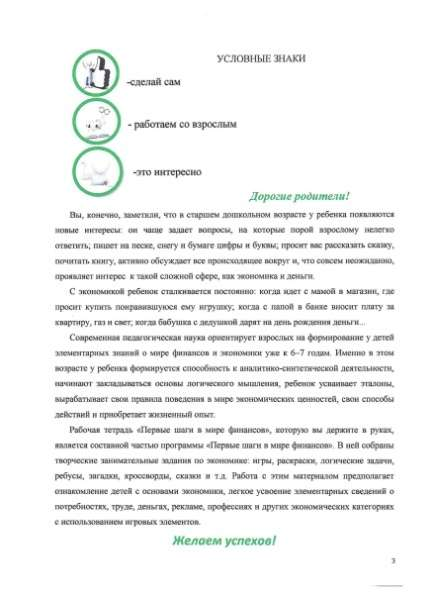 УСЛОВНЫЕ ЗНАКИ
-сделай сам
- работаем со взрослым
-это интересно
Дорогие родители!
Вы, конечно, заметили, что в старшем дошкольном возрасте у ребенка появляются
новые интересы: он чаще задает вопросы, на которые порой взрослому нелегко
ответить; пишет на песке, снегу и бумаге цифры и буквы; просит вас рассказать сказку,
почитать книгу, активно обсуждает все происходящее вокруг и, что совсем неожиданно,
проявляет интерес к такой сложной сфере, как экономика и деньги.
С экономикой ребенок сталкивается постоянно: когда идет с мамой в магазин, где
просит купить понравившуюся ему игрушку; когда с папой в банке вносит плату за
квартиру, газ и свет; когда бабушка с дедушкой дарят на день рождения деньги...
Современная педагогическая наука ориентирует взрослых на формирование у детей
элементарных знаний о мире финансов и экономики уже к 6–7 годам. Именно в этом
возрасте у ребенка формируется способность к аналитико-синтетической деятельности,
начинают закладываться основы логического мышления, ребенок усваивает эталоны,
вырабатывает свои правила поведения в мире экономических ценностей, свои способы
действий и приобретает жизненный опыт.
Рабочая тетрадь «Первые шаги в мире финансов», которую вы держите в руках,
является составной частью программы «Первые шаги в мире финансов». В ней собраны
творческие занимательные задания по экономике: игры, раскраски, логические задачи,
ребусы, загадки, кроссворды, сказки и т.д. Работа с этим материалом предполагает
ознакомление детей с основами экономики, легкое усвоение элементарных сведений о
потребностях, труде, деньгах, рекламе, профессиях и других экономических категориях
с использованием игровых элементов.
Желаем успехов!
3